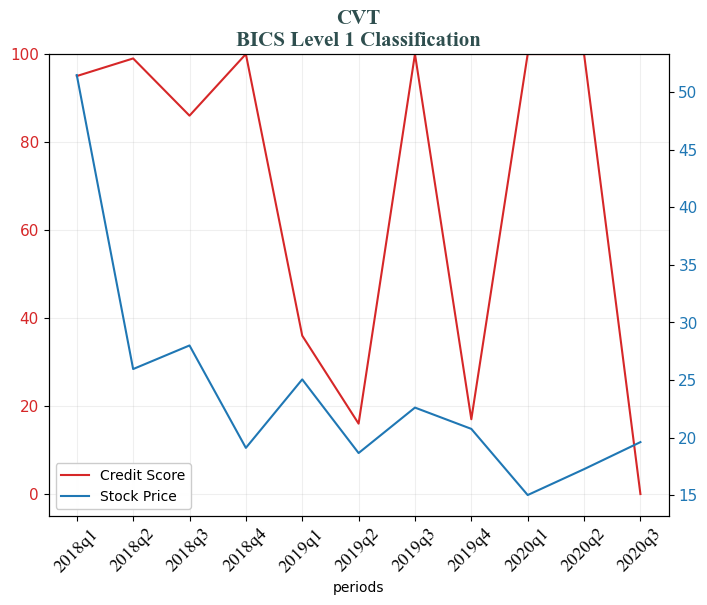 CVT
BICS Level 1 Classification
100
80
60
40
20
0
50
45
40
35
30
25
20
15
Credit Score
Stock Price
2018q1
2018q2
2018q3
2018q4
2019q1
2019q2
2019q3
2019q4
2020q1
2020q2
2020q3
periods